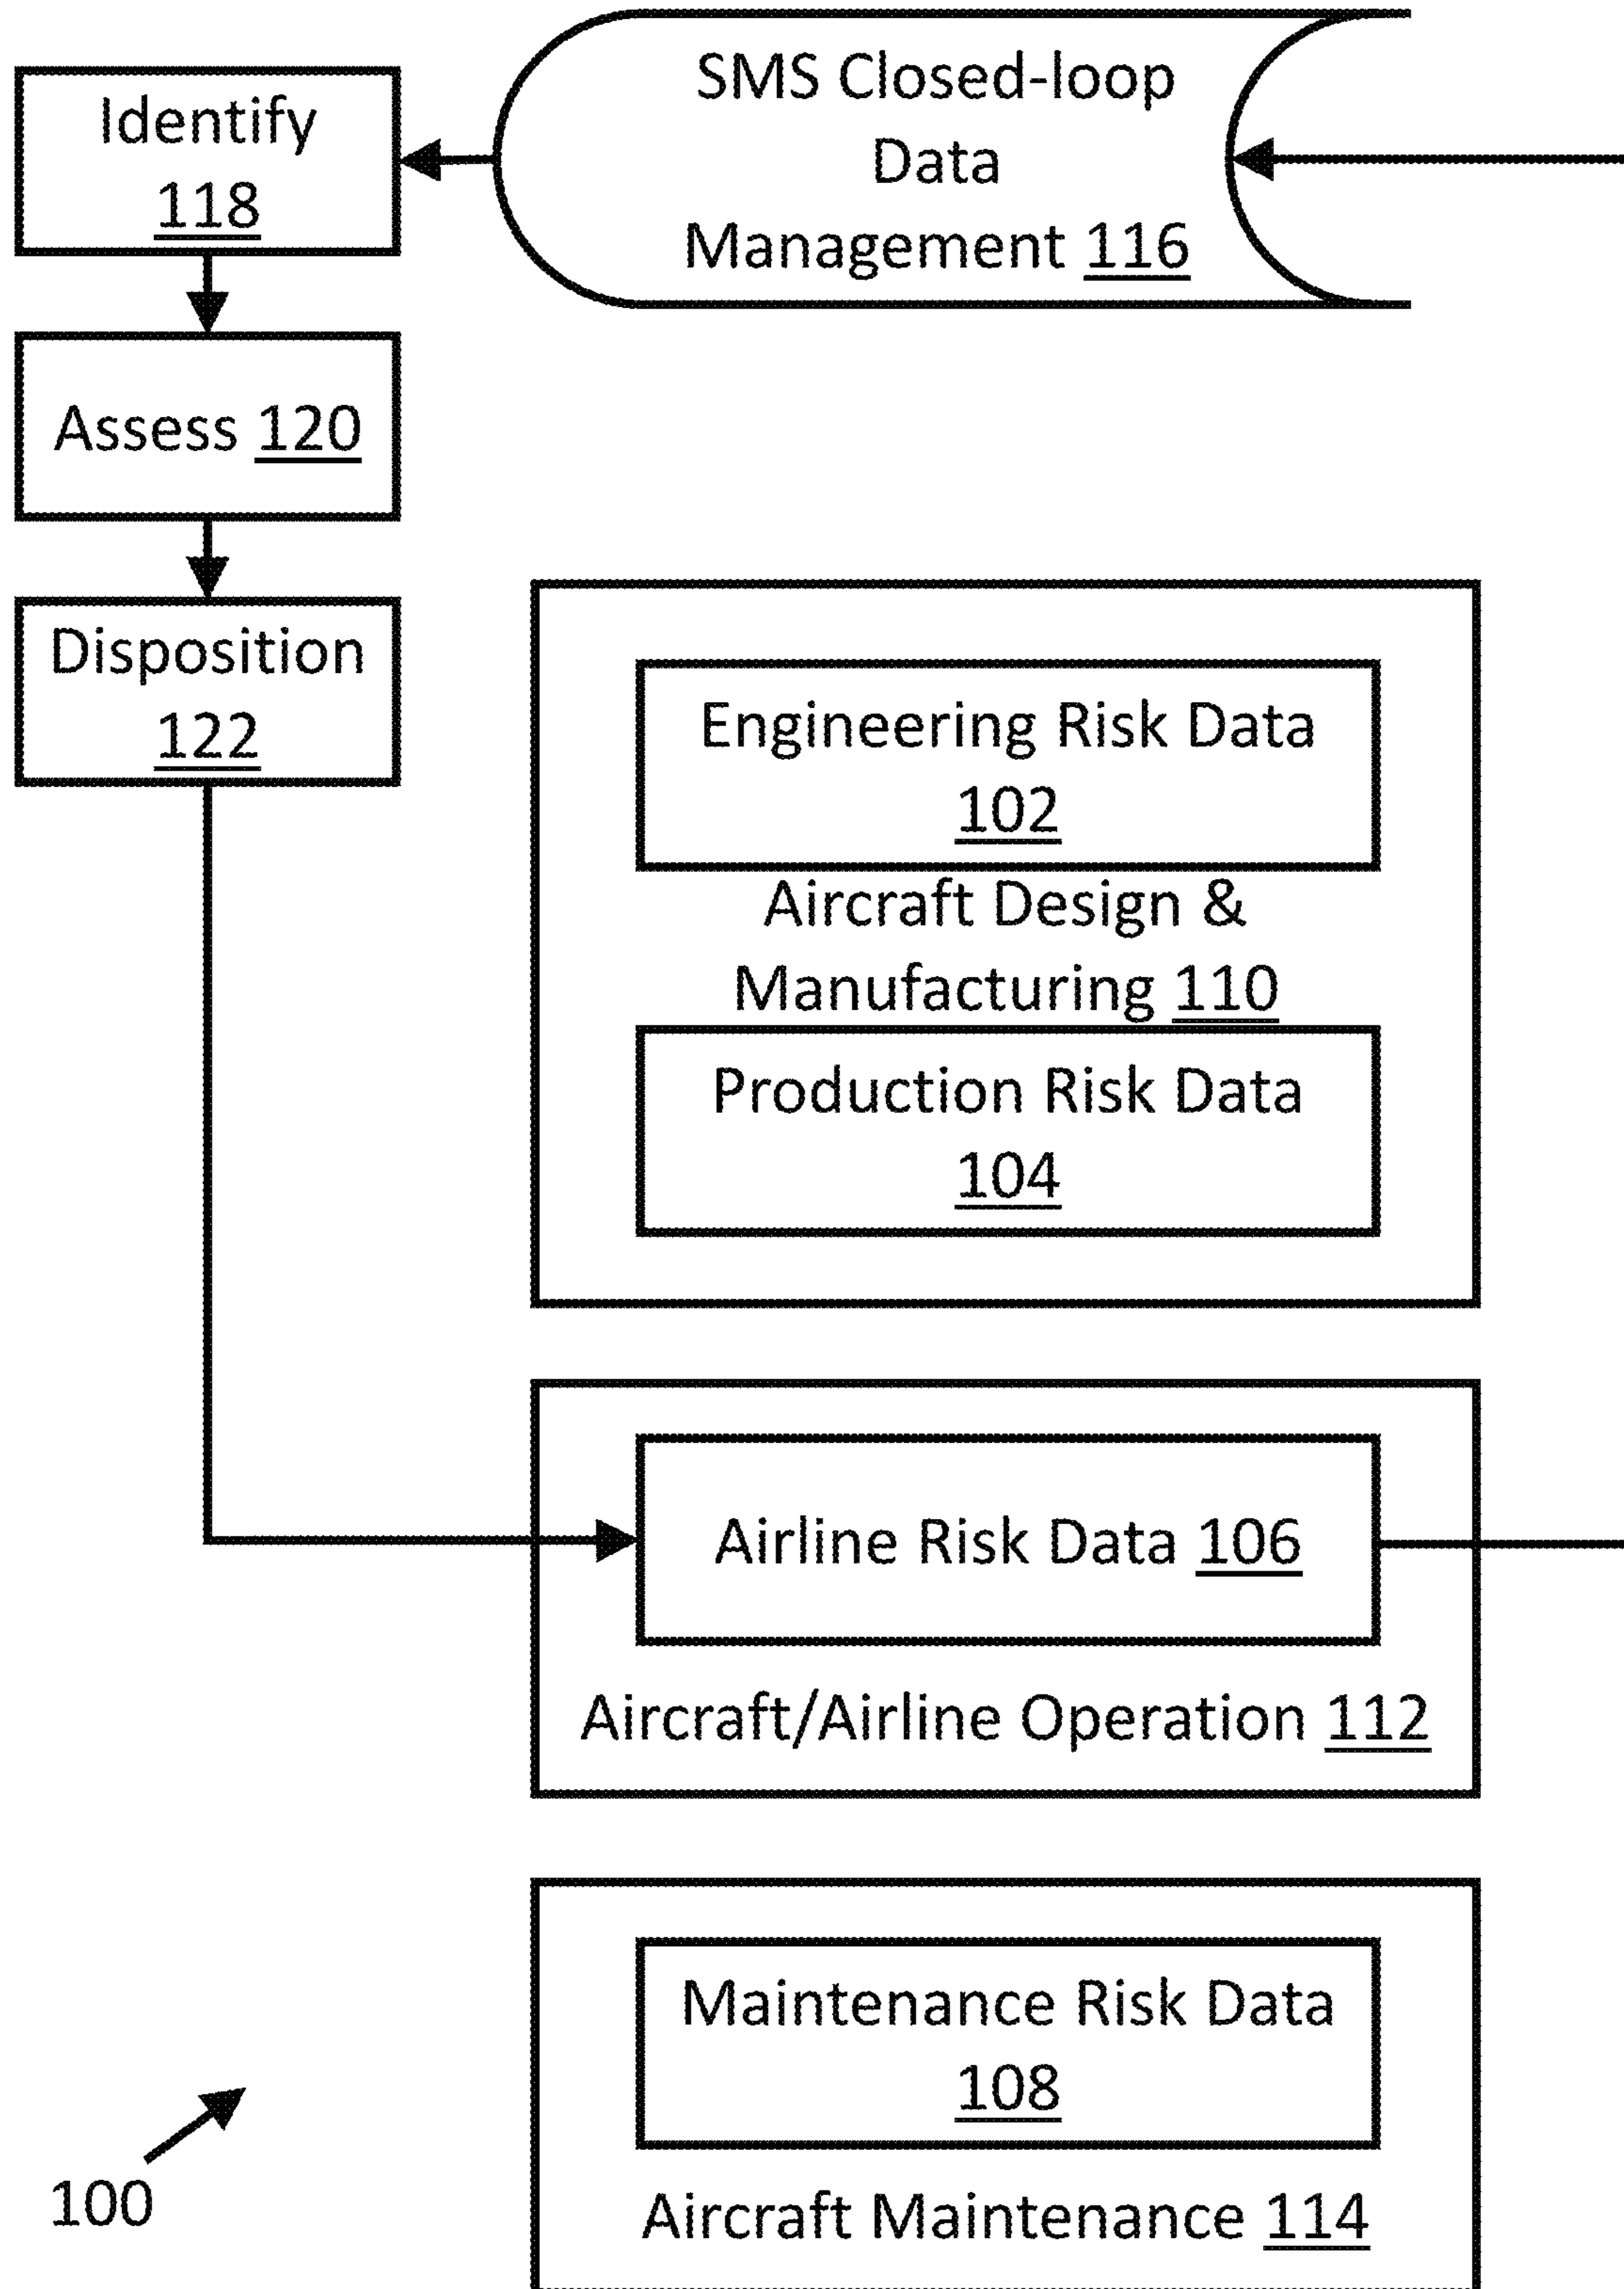 SMS Closed-loop
Data
Management 116
Identify
118
Assess 120
Disposition
122
Engineering Risk Data
102
Aircraft Design &
Manufacturing 110
Production Risk Data
104
Airline Risk Data 106
Aircraft/Airline Operation 112
Maintenance Risk Data
108
Aircraft Maintenance 114
100